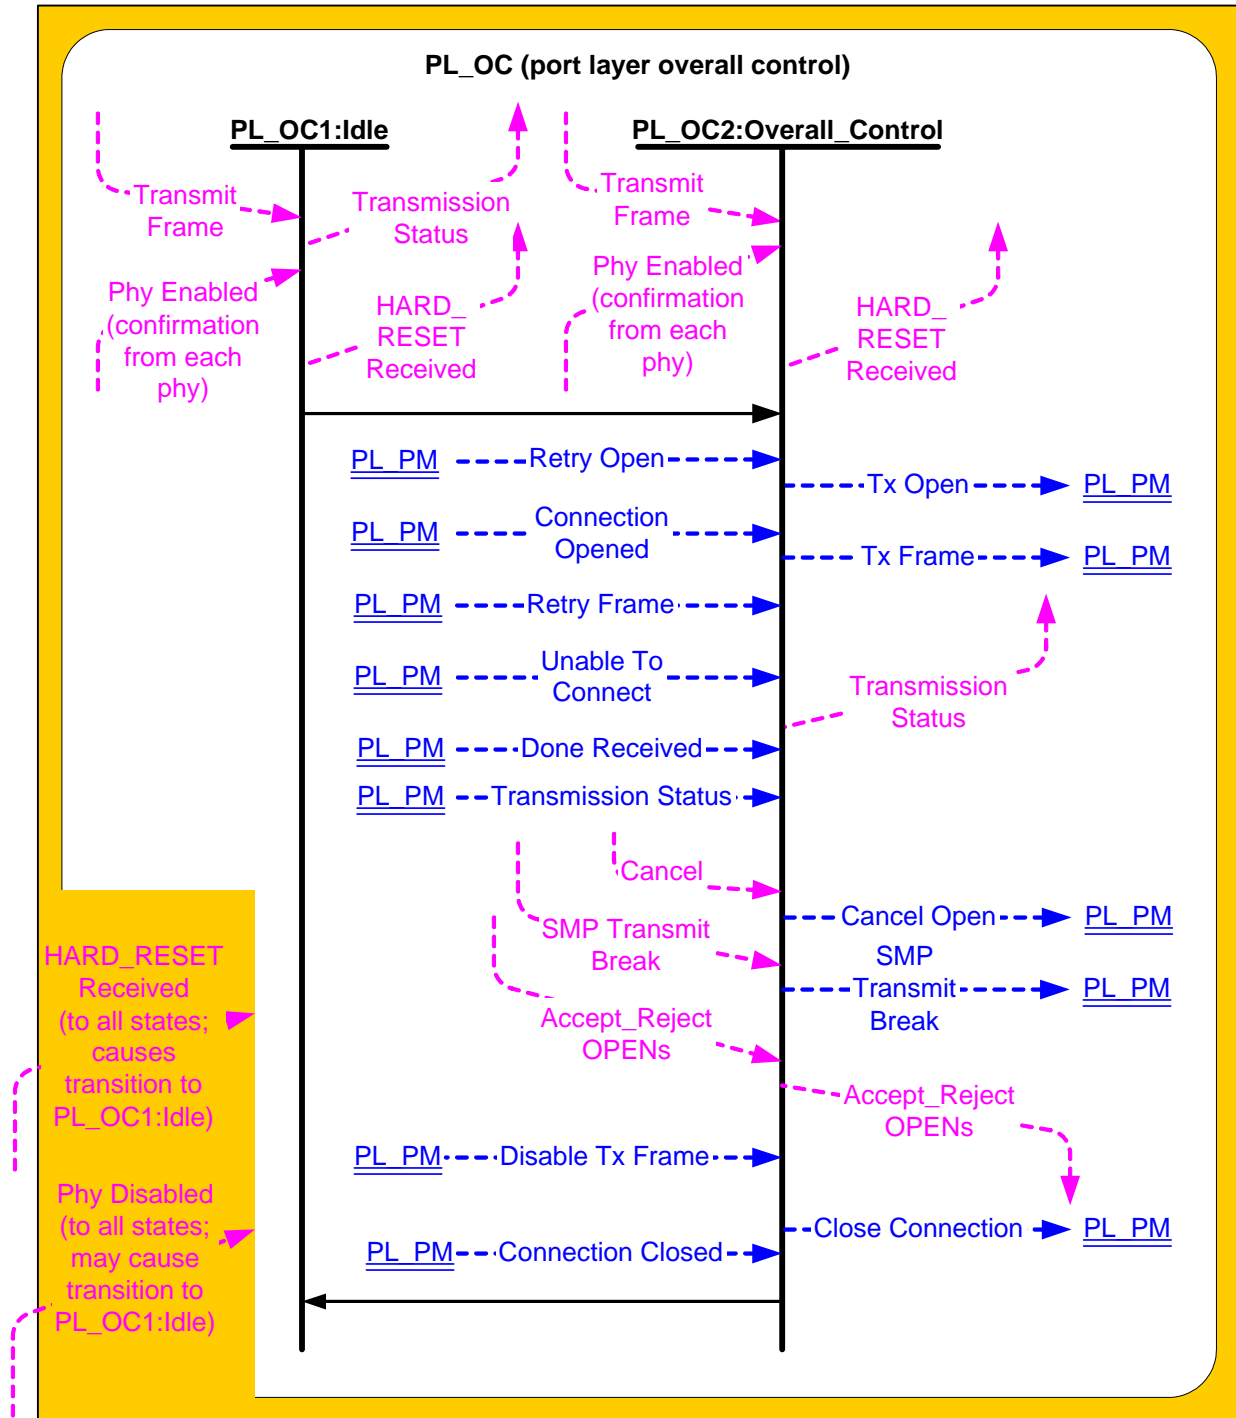 PL_OC (port layer overall control)
PL_OC1:Idle
PL_OC2:Overall_Control
Transmit
Frame
Transmission
Status
Transmit
Frame
Phy Enabled
(confirmation
from each
phy)
HARD_
RESET
Received
Phy Enabled
(confirmation
from each
phy)
HARD_
RESET
Received
PL_PM
Retry Open
Tx Open
PL_PM
PL_PM
Connection
Opened
Tx Frame
PL_PM
PL_PM
Retry Frame
PL_PM
Unable To
Connect
Transmission
Status
PL_PM
Done Received
PL_PM
Transmission Status
Cancel
Cancel Open
PL_PM
SMP Transmit
Break
SMP
Transmit
Break
PL_PM
HARD_RESET
Received
(to all states;
causes
transition to
PL_OC1:Idle)
Accept_Reject
OPENs
Accept_Reject
OPENs
PL_PM
Disable Tx Frame
Phy Disabled
(to all states;
may cause
transition to
PL_OC1:Idle)
Close Connection
PL_PM
PL_PM
Connection Closed